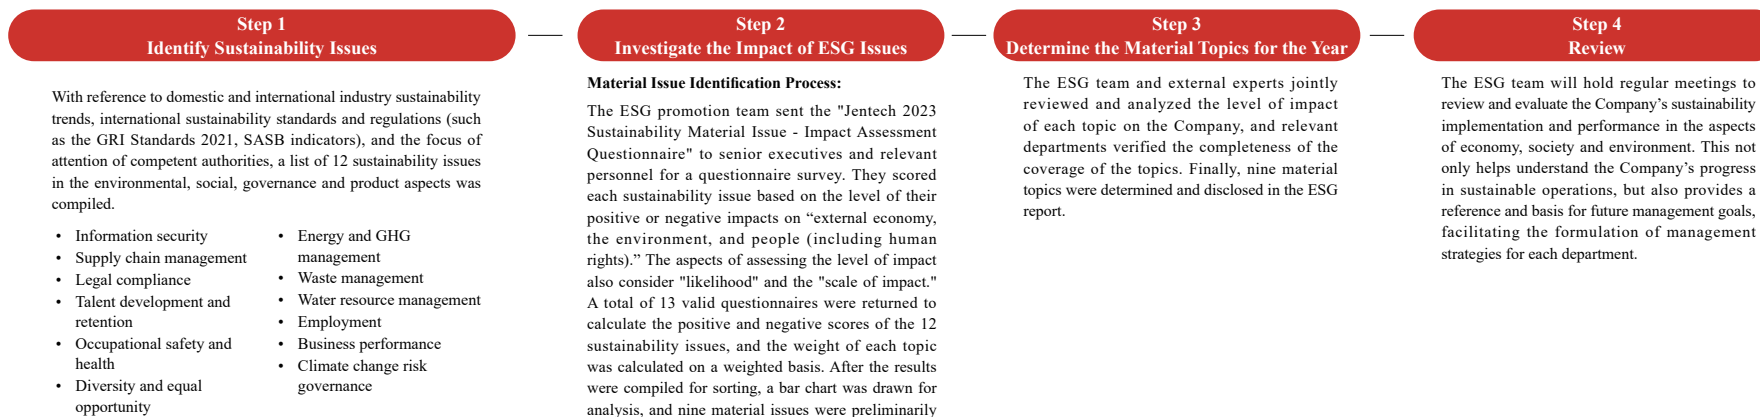 Step 1
Identify Sustainability Issues
With reference to domestic and international industry sustainability
trends, international sustainability standards and regulations (such
as the GRI Standards 2021, SASB indicators), and the focus of
attention of competent authorities, a list of 12 sustainability issues
in the environmental, social, governance and product aspects was
compiled.
• Information security
• Supply chain management
• Legal compliance
• Talent development and
retention
• Occupational safety and
health
• Diversity and equal
opportunity
• Energy and GHG
management
• Waste management
• Water resource management
• Employment
• Business performance
• Climate change risk
governance
Step 2
Investigate the Impact of ESG Issues
Material Issue Identification Process:
The ESG promotion team sent the "Jentech 2023
Sustainability Material Issue - Impact Assessment
Questionnaire" to senior executives and relevant
personnel for a questionnaire survey. They scored
each sustainability issue based on the level of their
positive or negative impacts on “external economy,
the environment, and people (including human
rights).” The aspects of assessing the level of impact
also consider "likelihood" and the "scale of impact."
A total of 13 valid questionnaires were returned to
calculate the positive and negative scores of the 12
sustainability issues, and the weight of each topic
was calculated on a weighted basis. After the results
were compiled for sorting, a bar chart was drawn for
analysis, and nine material issues were preliminarily
Step 3
Determine the Material Topics for the Year
The ESG team and external experts jointly
reviewed and analyzed the level of impact
of each topic on the Company, and relevant
departments verified the completeness of the
coverage of the topics. Finally, nine material
topics were determined and disclosed in the ESG
report.
Step 4
Review
The ESG team will hold regular meetings to
review and evaluate the Company’s sustainability
implementation and performance in the aspects
of economy, society and environment. This not
only helps understand the Company’s progress
in sustainable operations, but also provides a
reference and basis for future management goals,
facilitating the formulation of management
strategies for each department.